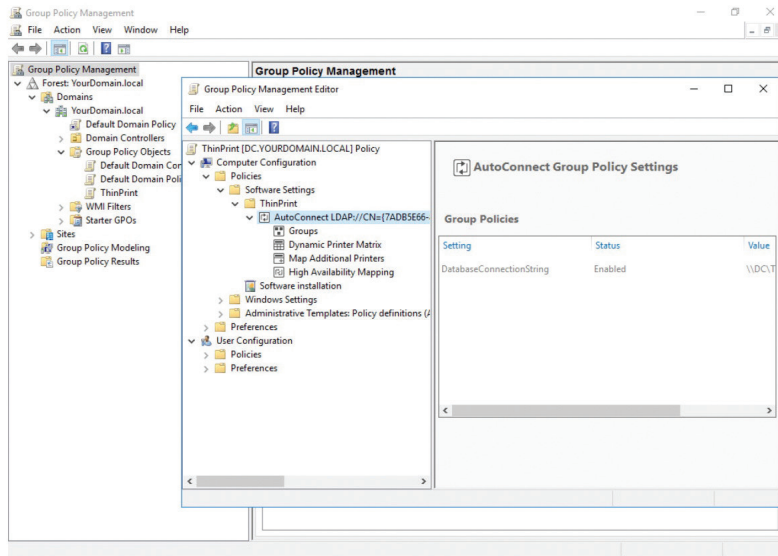 Group Policy Management
File Action View Window Help
Group Policy Management
Forest: YourDomain.local
Domains
YourDomain.local
Default Domain Policy
Domain Controllers
Group Policy Objects
Default Domain Con
Default Domain Poli
ThinPrint
WMI Filters
Starter GPOs
Sites
Group Policy Modeling
Group Policy Results
Group Policy Management
Group Policy Management Editor
File Action View Help
ThinPrint [DC.YOURDOMAIN.LOCAL] Policy
Computer Configuration
Policies
Software Settings
ThinPrint
AutoConnect LDAP://CN={7ADB5E66-
Groups
Dynamic Printer Matrix
Map Additional Printers
High Availability Mapping
Software installation
Windows Settings
Administrative Templates: Policy definitions (A
Preferences
User Configuration
Policies
Preferences
AutoConnect Group Policy Settings
Group Policies
Setting Status Value
DatabaseConnectionString Enabled \\DC\T